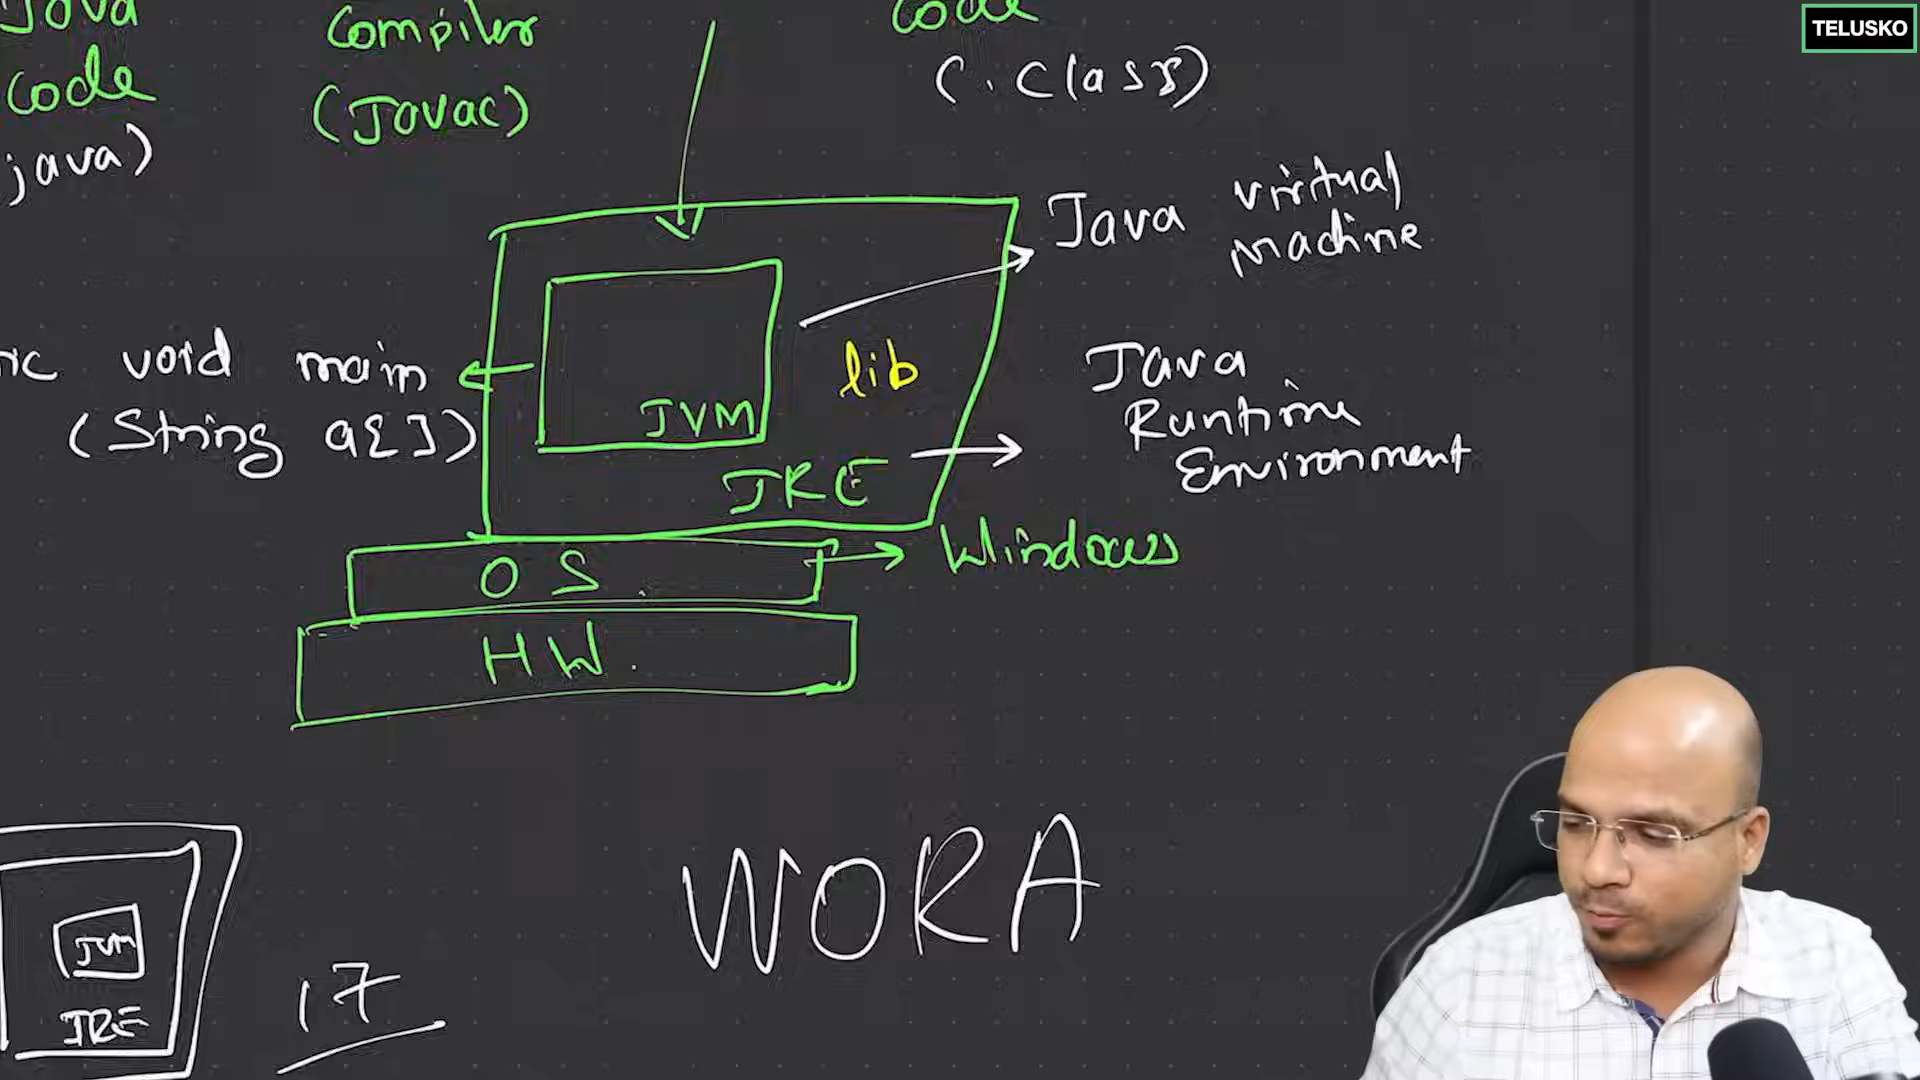 TELUSKO
Java
Code
java)
Compiler
(Javac)
Code
(.class)
Java Virtual
Machine
void main
(String a[])
JVM
lib
JRE
Java
Runtime
Environment
OS
Windows
HW
JVM
JRE
17
WORA